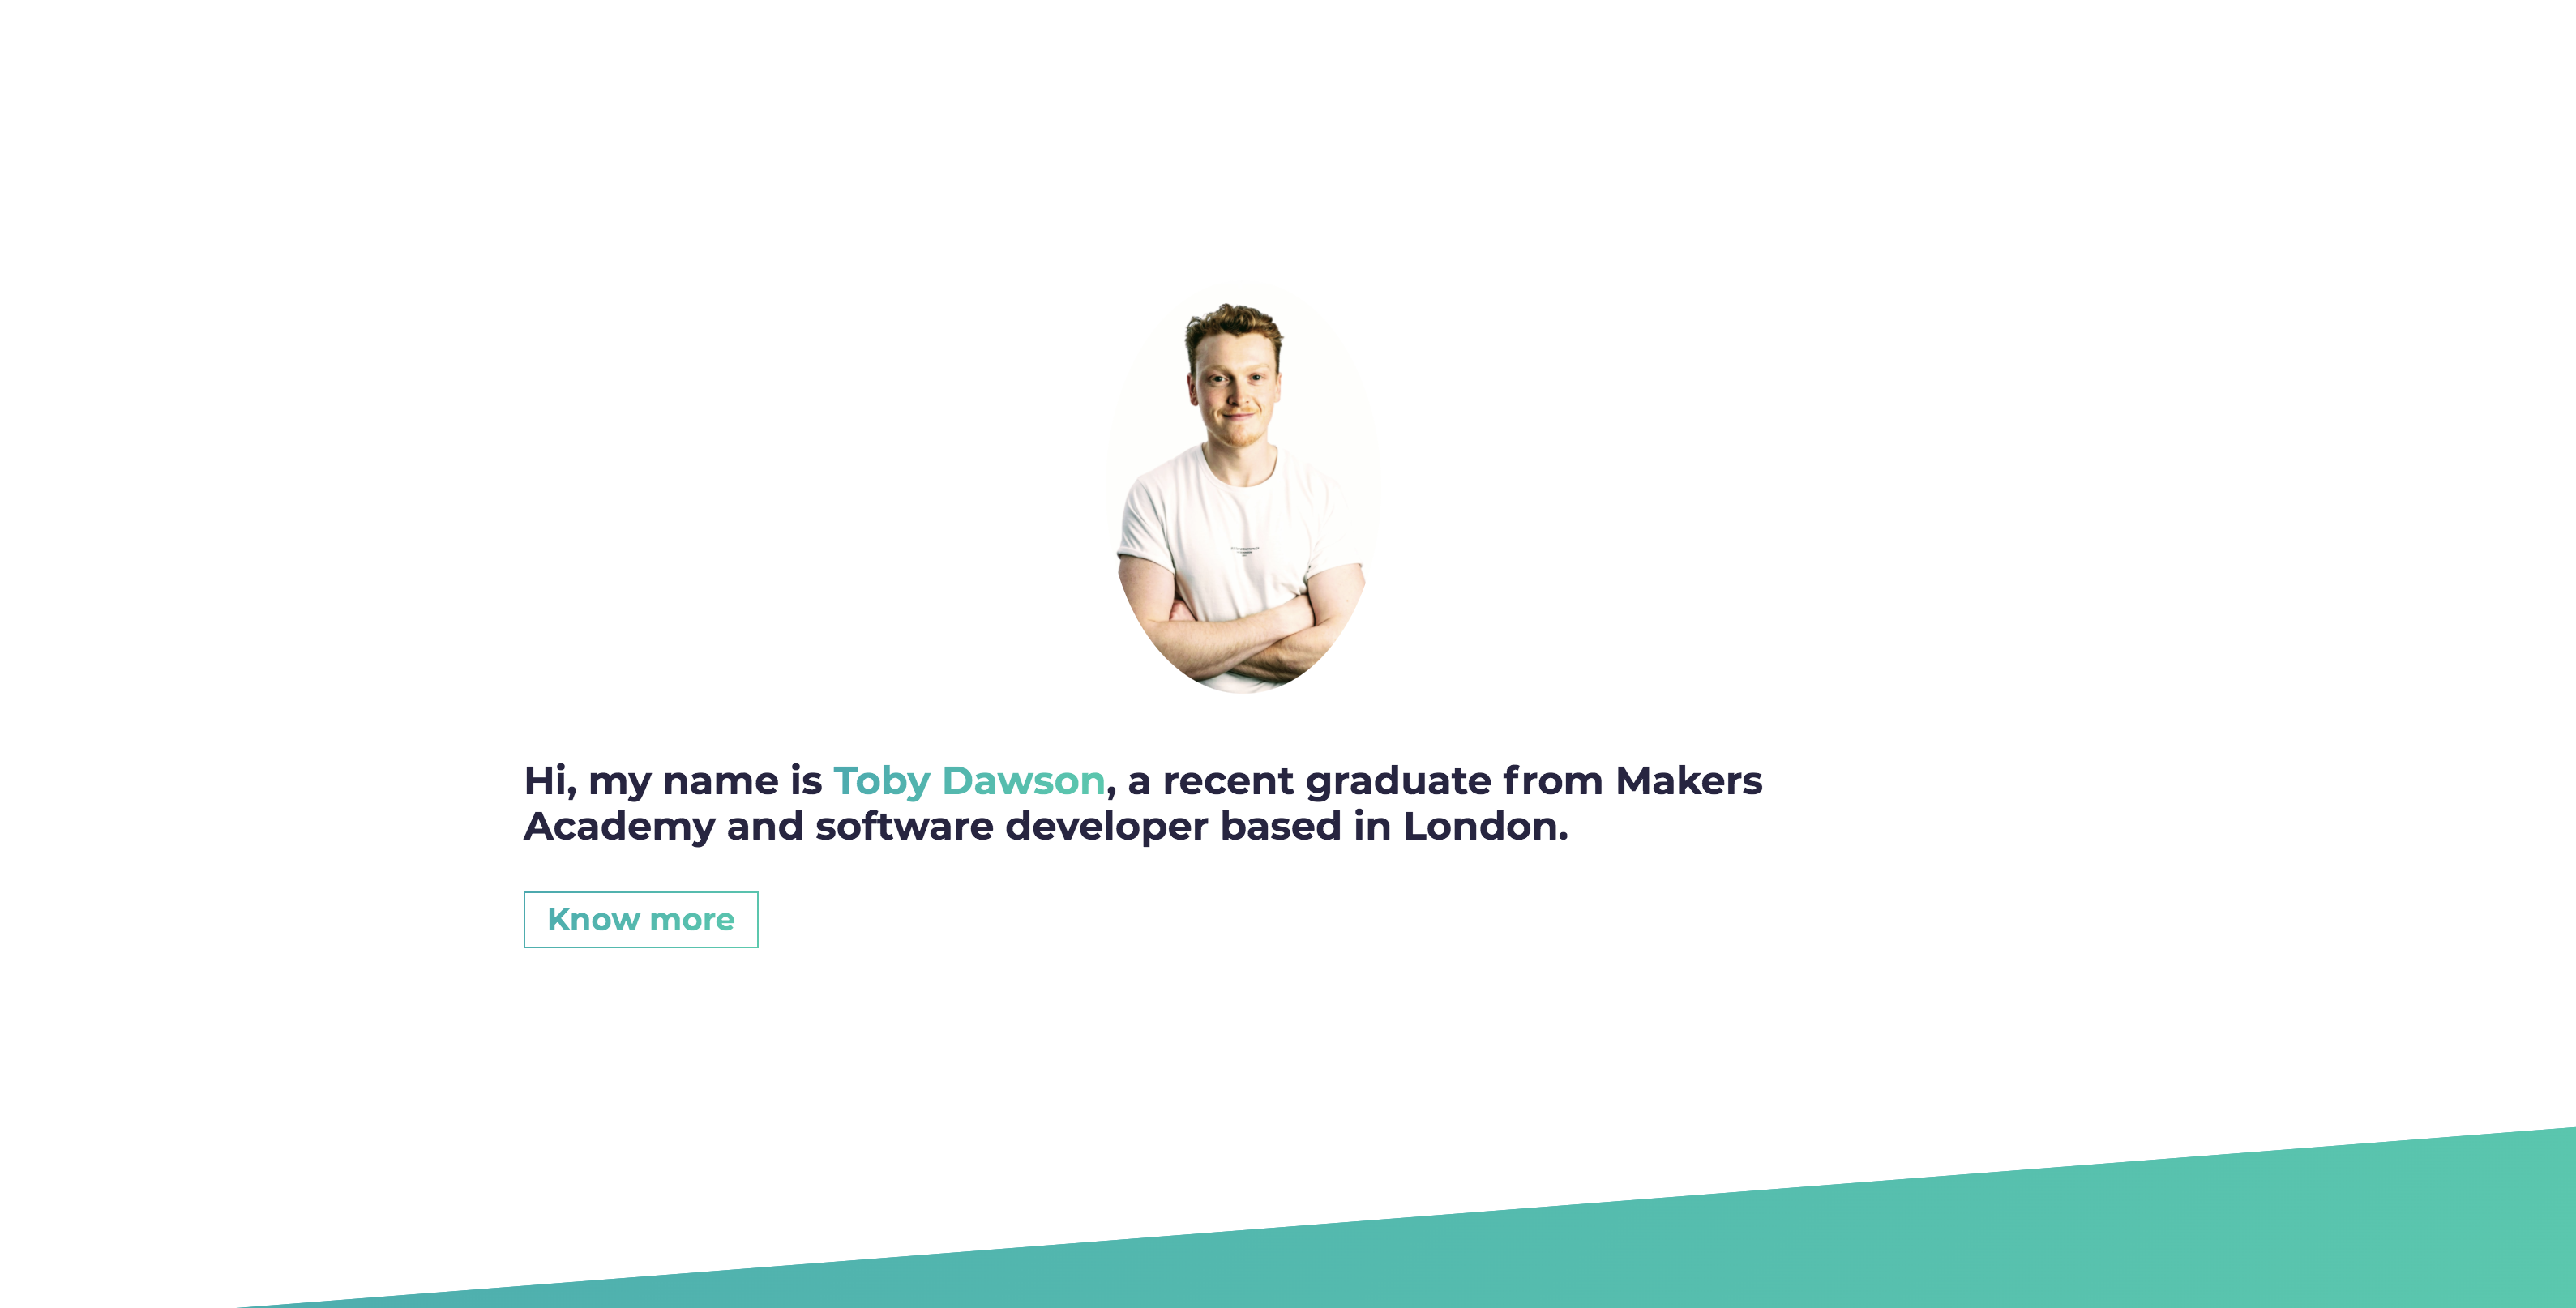 Hi, my name is Toby Dawson, a recent graduate from Makers
Academy and software developer based in London.
Know more